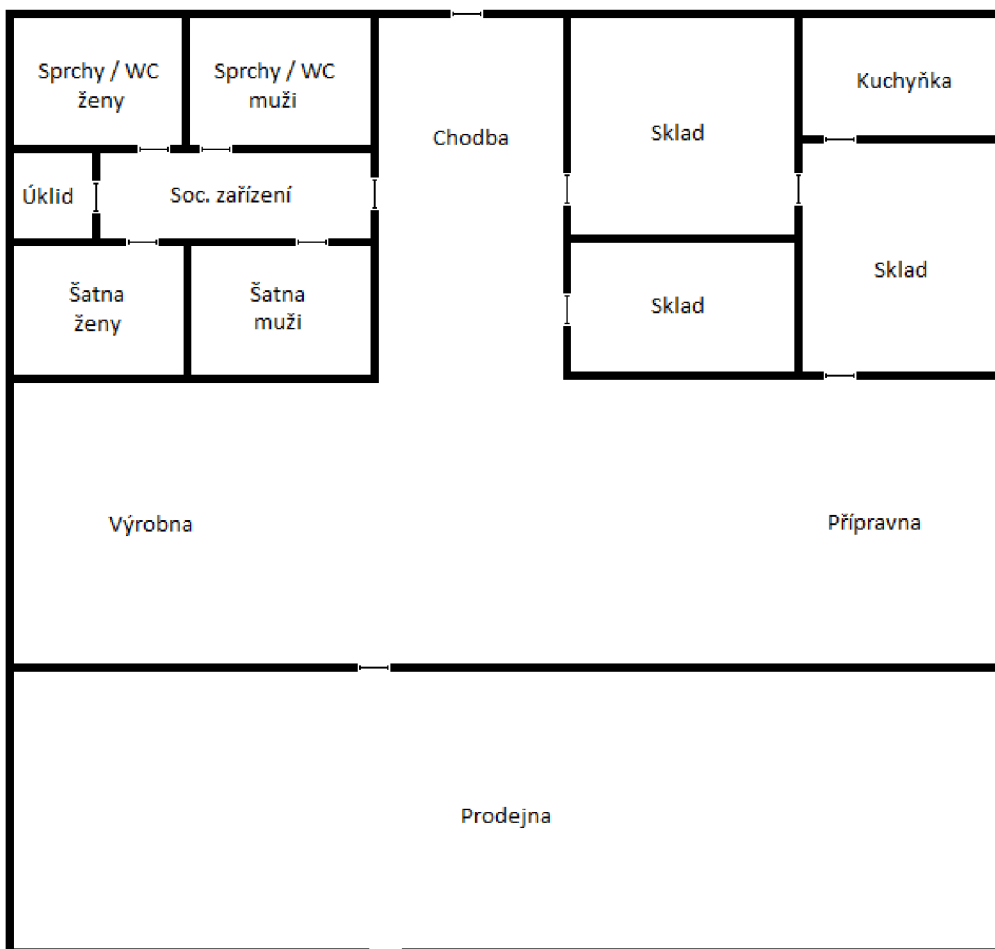 Sprchy / WC
ženy
Sprchy / WC
muži
Chodba
Sklad
Kuchyňka
Úklid
Soc. zařízení
Šatna
ženy
Šatna
muži
Sklad
Sklad
Výrobna
Přípravna
Prodejna